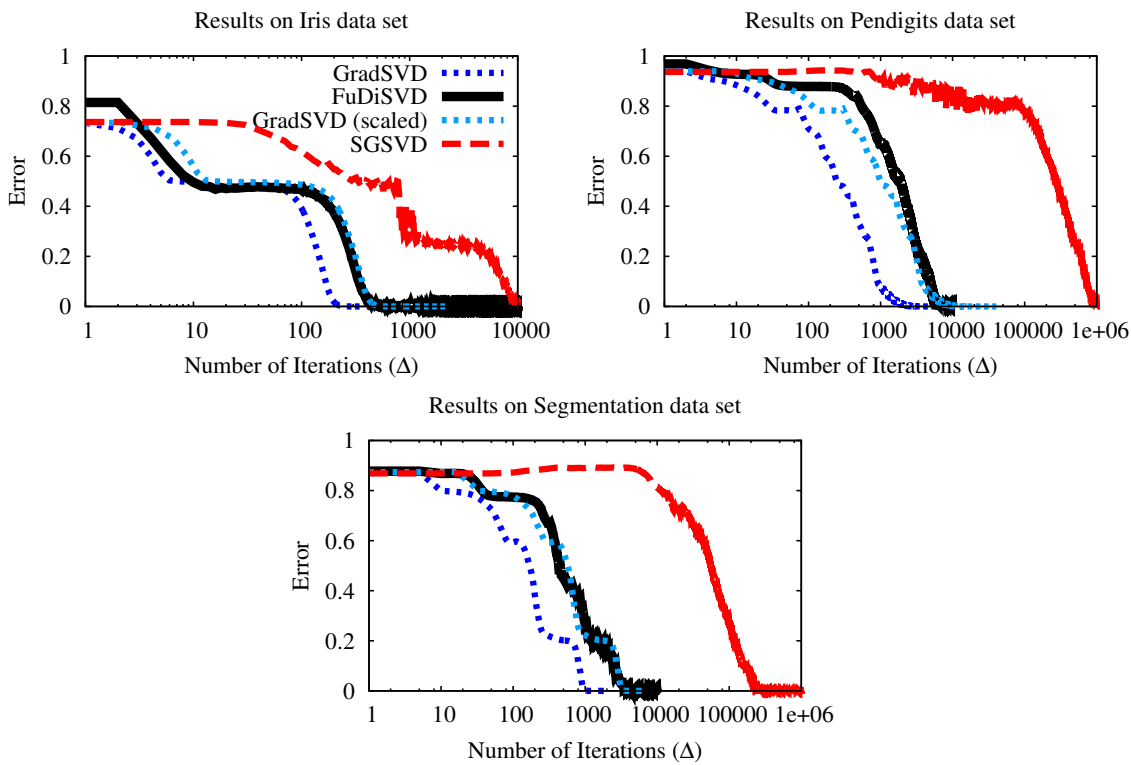 Results on Iris data set
Error
1
0.8
0.6
0.4
0.2
0
GradSVD
FuDiSVD
GradSVD (scaled)
SGSVD
1 10 100 1000 10000
Number of Iterations (Δ)
Results on Pendigits data set
Error
1
0.8
0.6
0.4
0.2
0
1 10 100 1000 10000 100000 1e+06
Number of Iterations (Δ)
Results on Segmentation data set
Error
1
0.8
0.6
0.4
0.2
0
1 10 100 1000 10000 100000 1e+06
Number of Iterations (Δ)